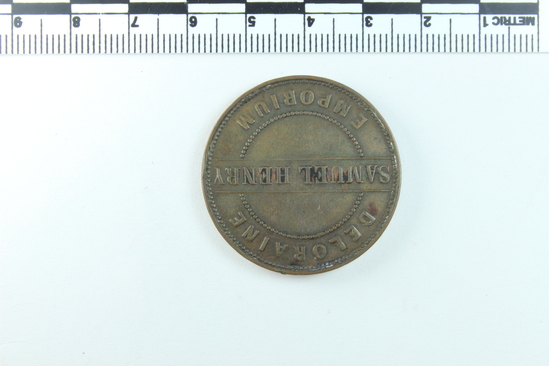 DELORAINE
SAMUEL HENRY
EMPORIUM
METRIC 1 2 3 4 5 6 7 8 9